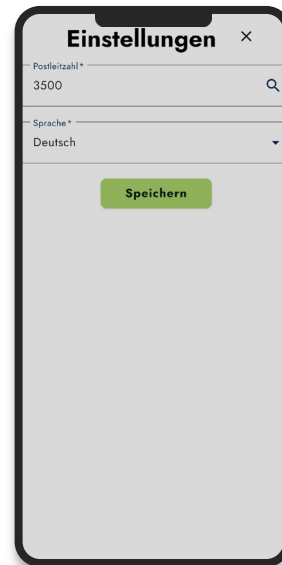 Einstellungen
Postleitzahl*
3500
Sprache*
Deutsch
Speichern